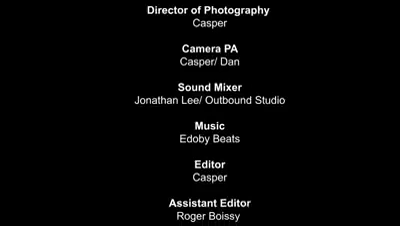 Director of Photography
Casper
Camera PA
Casper/ Dan
Sound Mixer
Jonathan Lee/ Outbound Studio
Music
Edoby Beats
Editor
Casper
Assistant Editor
Roger Boissy